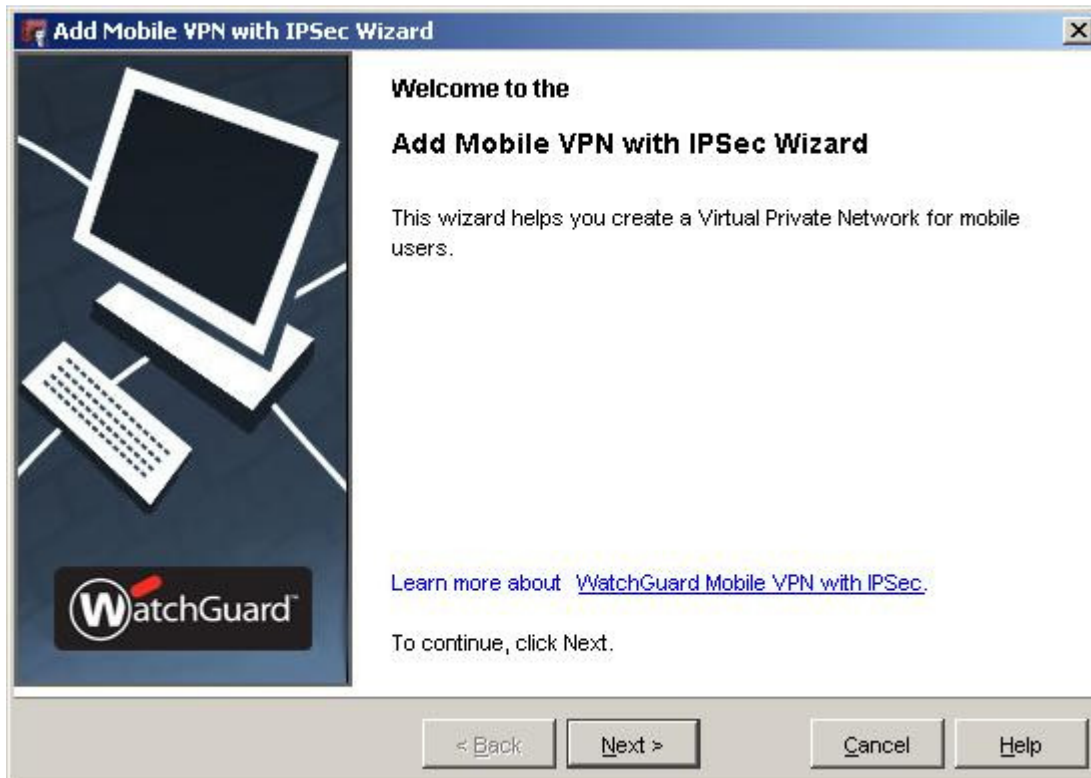 Add Mobile VPN with IPSec Wizard
Welcome to the
Add Mobile VPN with IPSec Wizard
This wizard helps you create a Virtual Private Network for mobile
users.
Learn more about WatchGuard Mobile VPN with IPSec.
To continue, click Next.
WatchGuard™
< Back Next > Cancel Help